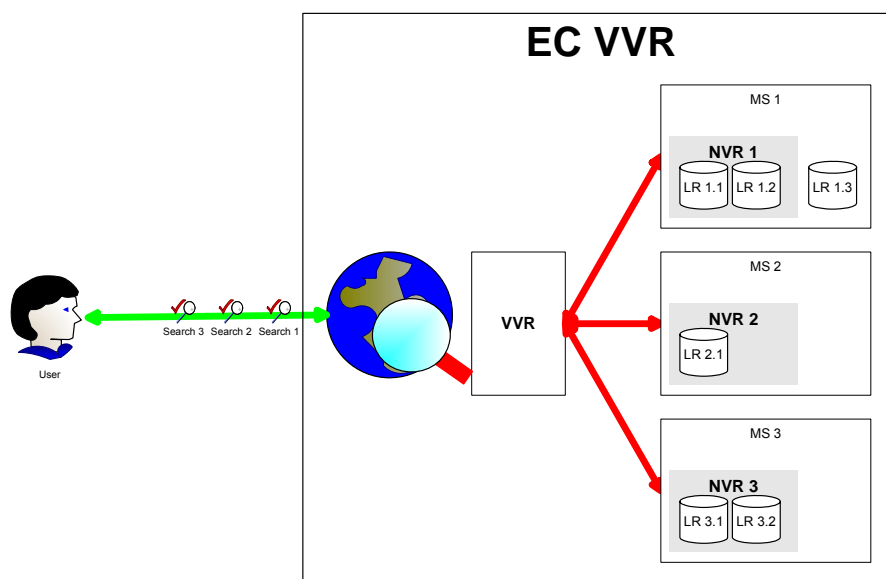 EC VVR
MS 1
NVR 1
LR 1.1
LR 1.2
LR 1.3
MS 2
NVR 2
LR 2.1
MS 3
NVR 3
LR 3.1
LR 3.2
VVR
Search 3
Search 2
Search 1
User